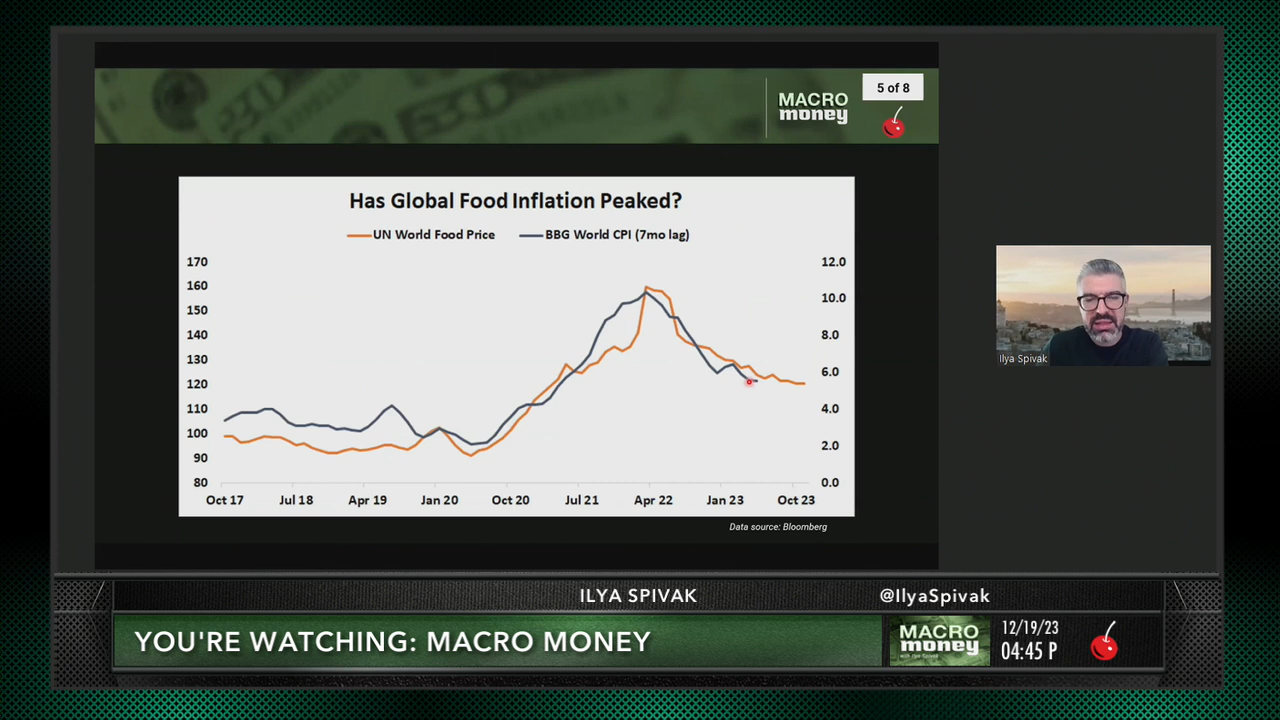 MACRO
money
5 of 8
Has Global Food Inflation Peaked?
UN World Food Price
BBG World CPI (7mo lag)
170
160
150
140
130
120
110
100
90
80
12.0
10.0
8.0
6.0
4.0
2.0
0.0
Oct 17
Jul 18
Apr 19
Jan 20
Oct 20
Jul 21
Apr 22
Jan 23
Oct 23
Data source: Bloomberg
Ilya Spivak
ILYA SPIVAK
@IlyaSpivak
YOU'RE WATCHING: MACRO MONEY
MACRO
money
with Ilya Spivak
12/19/23
04:45 P